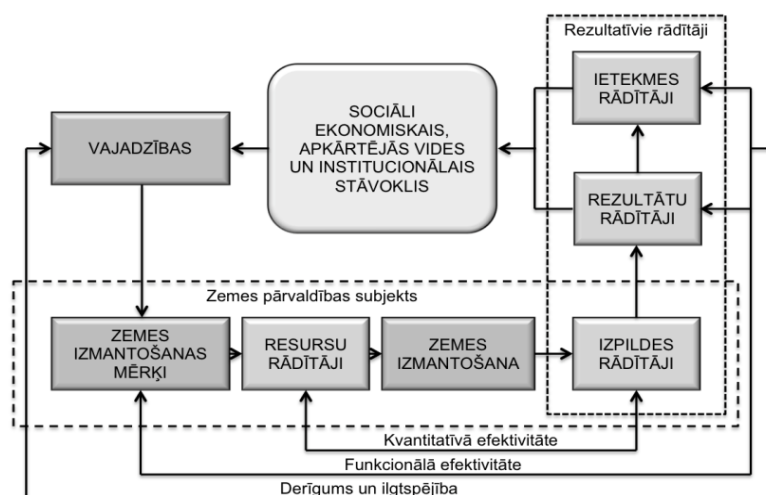 Rezultatīvie rādītāji
IETEKMES
RĀDĪTĀJI
SOCIĀLI
EKONOMISKAIS,
APKĀRTĒJĀS VIDES
UN INSTITUCIONĀLAIS
STĀVOKLIS
VAJADZĪBAS
REZULTĀTU
RĀDĪTĀJI
Zemes pārvaldības subjekts
ZEMES
IZMANTOŠANAS
MĒRĶI
RESURSU
RĀDĪTĀJI
ZEMES
IZMANTOŠANA
IZPILDES
RĀDĪTĀJI
Kvantitatīvā efektivitāte
Funkcionālā efektivitāte
Derīgums un ilgtspējība